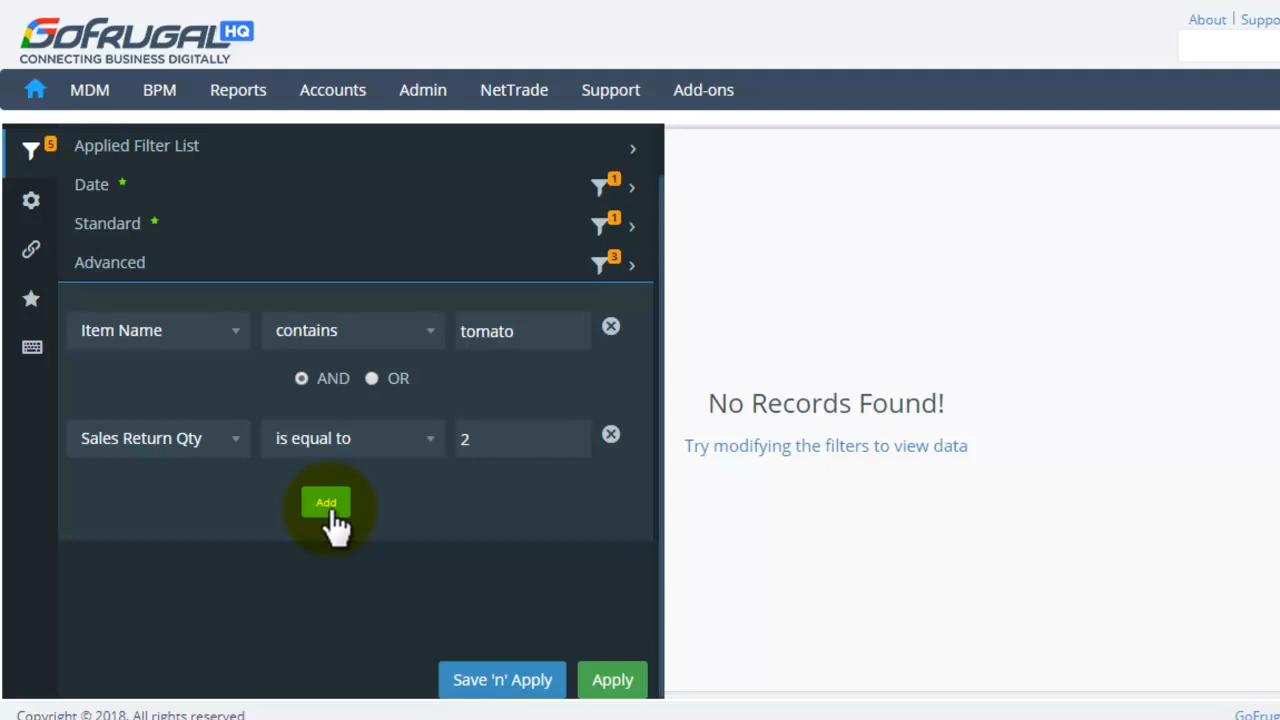 GOFRUGAL HQ
CONNECTING BUSINESS DIGITALLY
About | Suppo
MDM BPM Reports Accounts Admin NetTrade Support Add-ons
5
Applied Filter List
Date * 1
Standard * 1
Advanced 3
Item Name contains tomato
AND OR
Sales Return Qty is equal to 2
Add
No Records Found!
Try modifying the filters to view data
Save 'n' Apply Apply
Copyright © 2018. All rights reserved
GoFrug